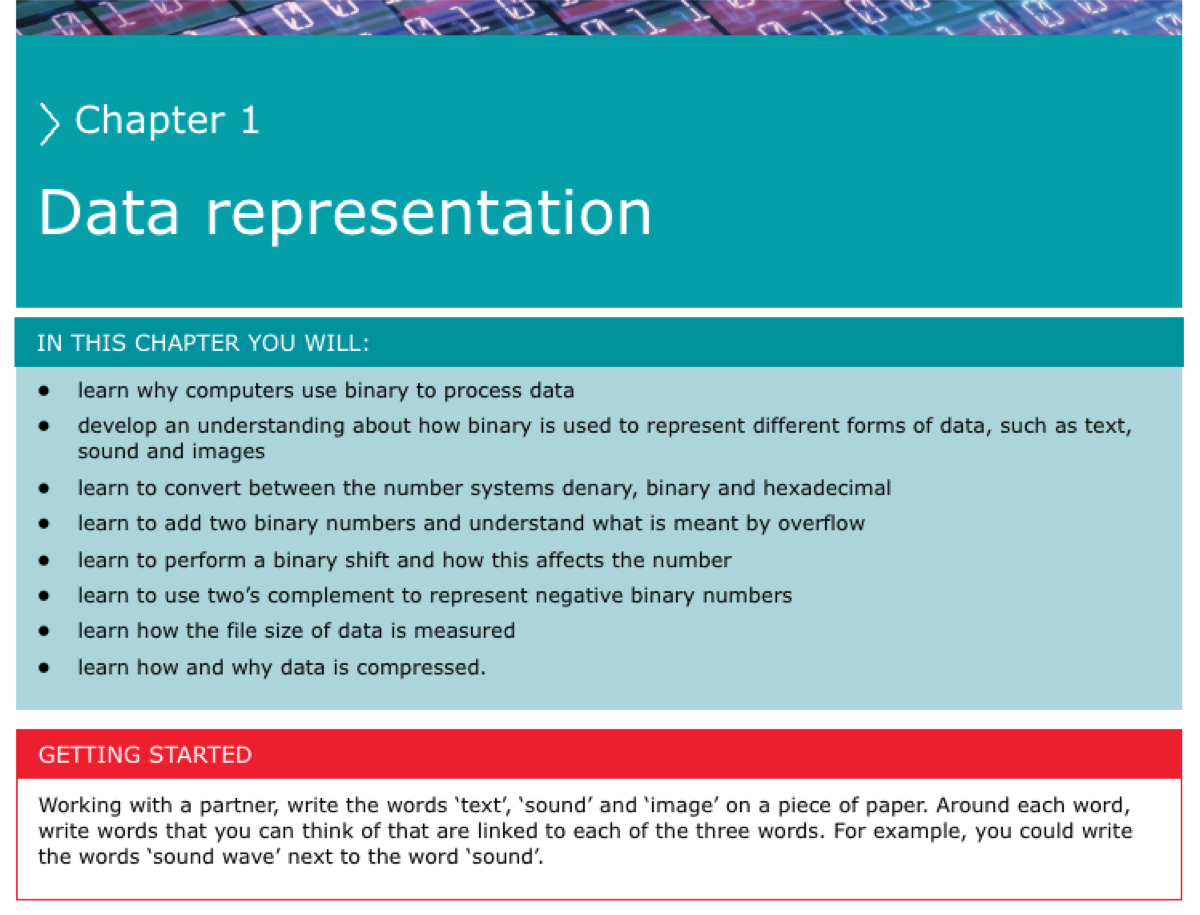 Chapter 1
Data representation
IN THIS CHAPTER YOU WILL:
● learn why computers use binary to process data
● develop an understanding about how binary is used to represent different forms of data, such as text,
sound and images
● learn to convert between the number systems denary, binary and hexadecimal
● learn to add two binary numbers and understand what is meant by overflow
● learn to perform a binary shift and how this affects the number
● learn to use two’s complement to represent negative binary numbers
● learn how the file size of data is measured
● learn how and why data is compressed.
GETTING STARTED
Working with a partner, write the words ‘text’, ‘sound’ and ‘image’ on a piece of paper. Around each word,
write words that you can think of that are linked to each of the three words. For example, you could write
the words ‘sound wave’ next to the word ‘sound’.